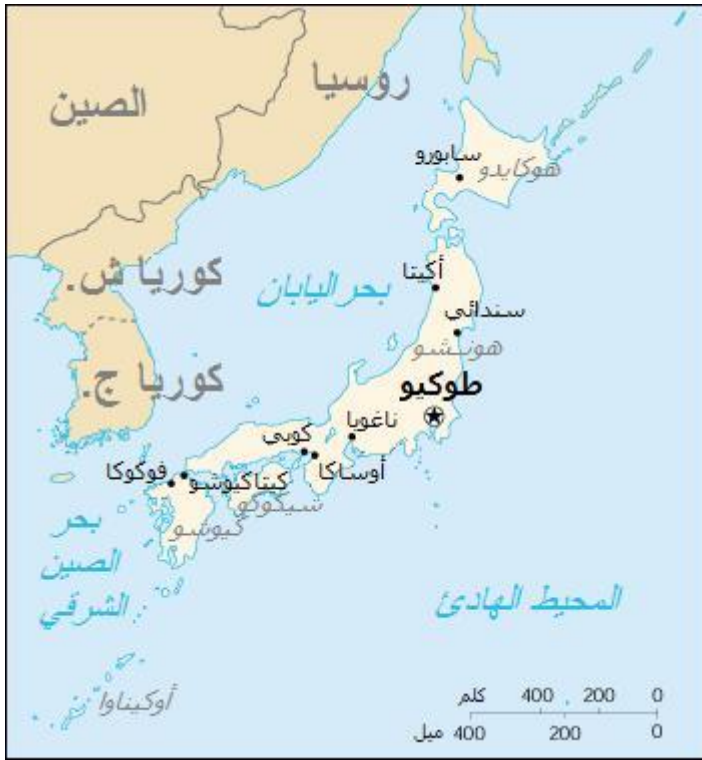 روسيا
الصين
سابورو
هوكايدو
كوريا ش.
أكيتا
بحر اليابان
سندائي
هونشو
كوريا ج.
طوكيو
ناغويا
كوبي
أوساكا
فوكوكا
كيتاكيوشو
شيكوكو
كيوشو
بحر
الصين
الشرقي
المحيط الهادئ
أوكيناوا
0 200 400 كلم
0 200 400 ميل